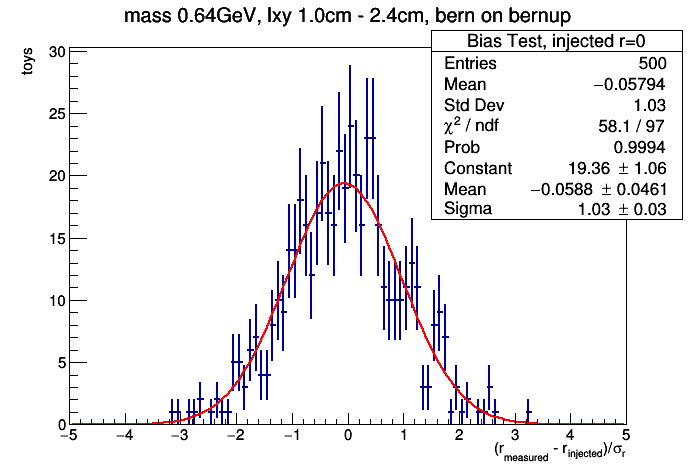 mass 0.64GeV, lxy 1.0cm - 2.4cm, bern on bernup
toys
30
25
20
15
10
5
0
Bias Test, injected r=0
Entries 500
Mean −0.05794
Std Dev 1.03
χ² / ndf 58.1 / 97
Prob 0.9994
Constant 19.36 ± 1.06
Mean −0.0588 ± 0.0461
Sigma 1.03 ± 0.03
−5 −4 −3 −2 −1 0 1 2 3 4 5
(r_measured - r_injected)/σ_r